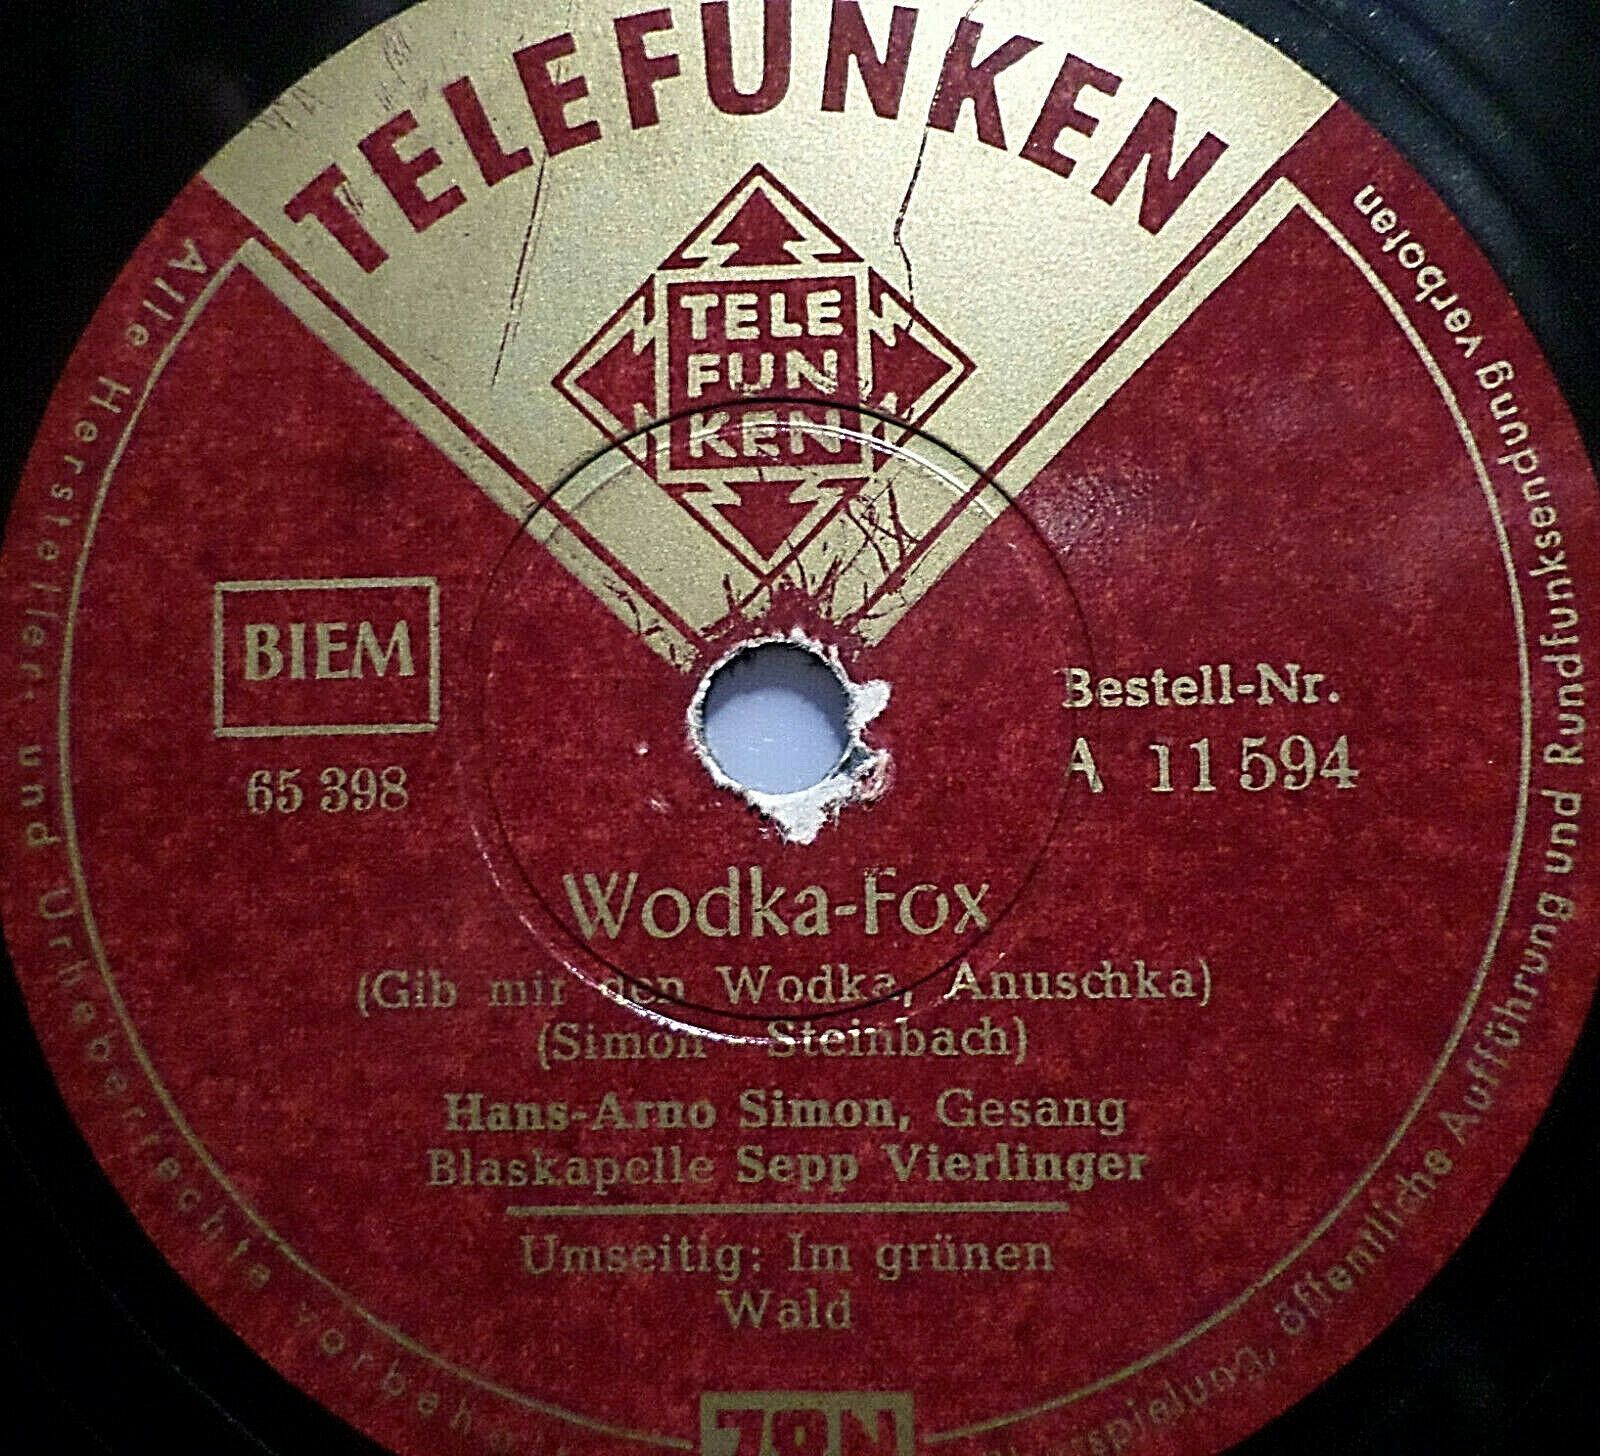 TELEFUNKEN
TELE
FUN
KEN
BIEM
65 398
Bestell-Nr.
A 11 594
Wodka-Fox
(Gib mir den Wodka, Anuschka)
(Simon - Steinbach)
Hans-Arno Simon, Gesang
Blaskapelle Sepp Vierlinger
Umseitig: Im grünen
Wald
Alle Hersteller- und Urheberrechte
öffentliche Aufführung und Rundfunksendung verboten